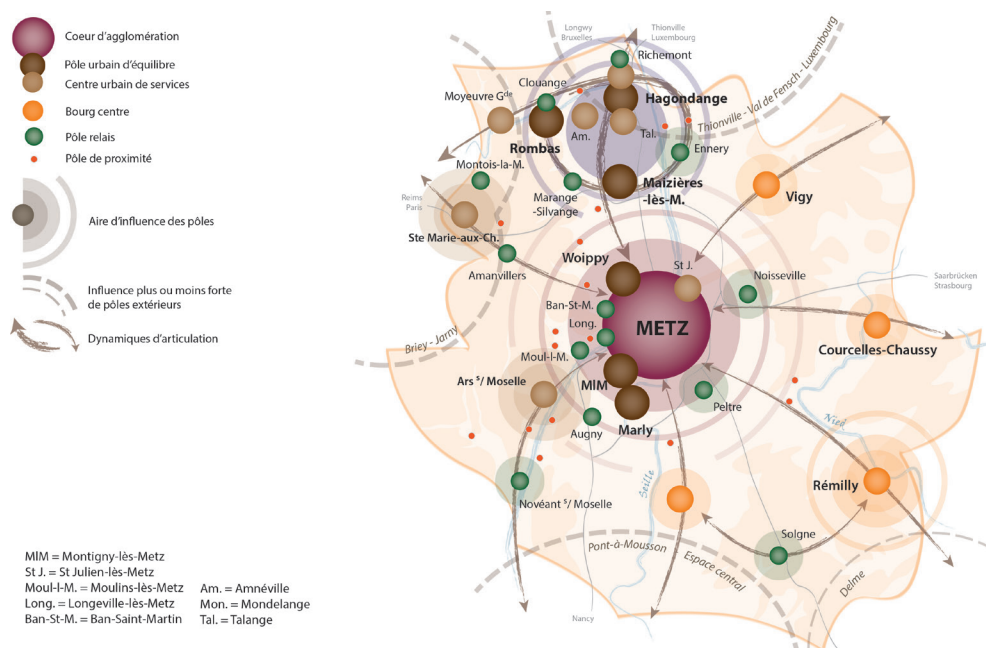 Coeur d'agglomération
Pôle urbain d'équilibre
Centre urbain de services
Bourg centre
Pôle relais
Pôle de proximité
Aire d'influence des pôles
Influence plus ou moins forte
de pôles extérieurs
Dynamiques d'articulation
MIM = Montigny-lès-Metz
St J. = St Julien-lès-Metz
Moul-l-M. = Moulins-lès-Metz
Long. = Longeville-lès-Metz
Ban-St-M. = Ban-Saint-Martin
Am. = Amnéville
Mon. = Mondelange
Tal. = Talange
Longwy
Bruxelles
Thionville
Luxembourg
Richemont
Clouange
Moyeuvre Gde
Hagondange
Thionville - Val de Fensch - Luxembourg
Am.
Tal.
Rombas
Ennery
Montois-la-M.
Maizières
-lès-M.
Marange
-Silvange
Vigy
Reims
Paris
Ste Marie-aux-Ch.
Woippy
St J.
Amanvillers
Noisseville
Saarbrücken
Strasbourg
Ban-St-M.
METZ
Long.
Briey - Jarny
Moul-l-M.
Courcelles-Chaussy
Ars s/ Moselle
MIM
Peltre
Nied
Augny
Marly
Rémilly
Seille
Novéant s/ Moselle
Solgne
Pont-à-Mousson
Espace central
Delme
Nancy